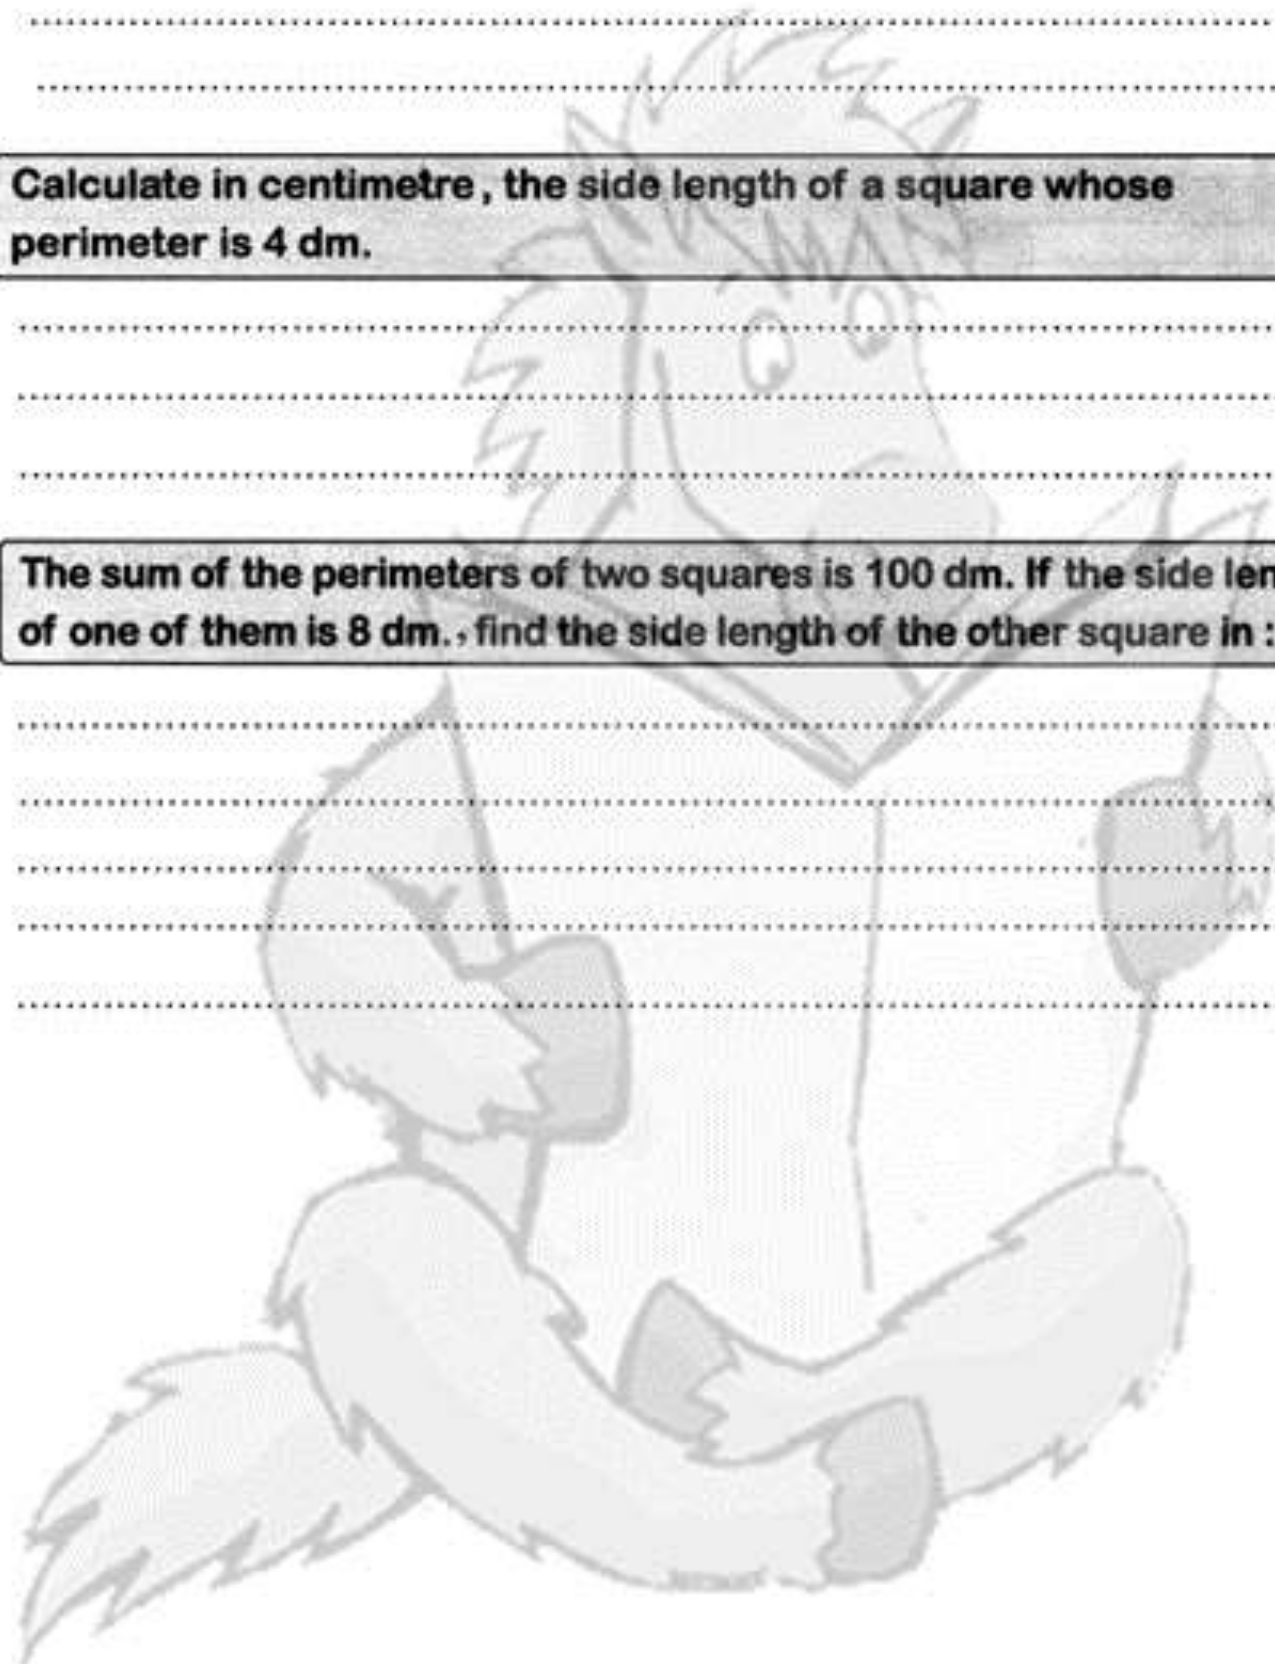 Calculate in centimetre, the side length of a square whose
perimeter is 4 dm.
The sum of the perimeters of two squares is 100 dm. If the side len
of one of them is 8 dm., find the side length of the other square in :